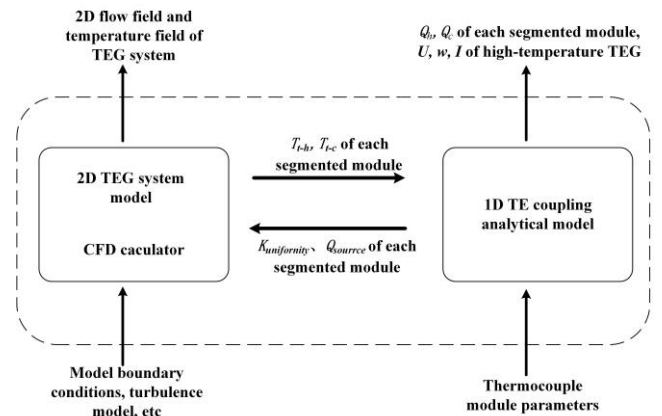 2D flow field and
temperature field of
TEG system
Qh, Qc of each segmented module,
U, w, I of high-temperature TEG
2D TEG system
model
CFD caculator
Tt-h, Tt-c of each
segmented module
Kunifornity、 Qsourrce of each
segmented module
1D TE coupling
analytical model
Model boundary
conditions, turbulence
model, etc
Thermocouple
module parameters